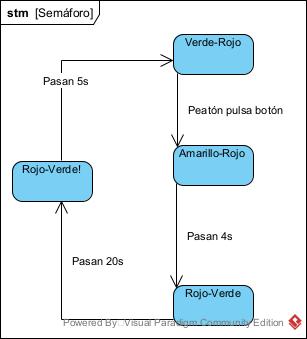 stm [Semáforo]
Verde-Rojo
Pasan 5s
Peatón pulsa botón
Amarillo-Rojo
Rojo-Verde!
Pasan 4s
Pasan 20s
Rojo-Verde
Powered By Visual Paradigm Community Edition